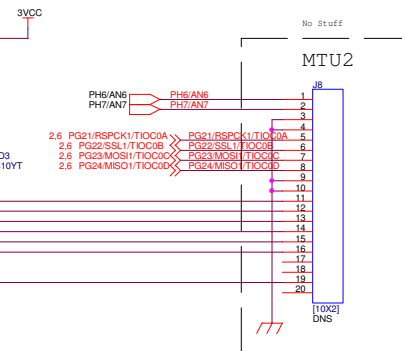 3VCC
No Stuff
MTU2
J8
PH6/AN6 PH6/AN6 1
PH7/AN7 PH7/AN7 2
3
4
2,6 PG21/RSPCK1/TIOC0A PG21/RSPCK1/TIOC0A 5
2,6 PG22/SSL1/TIOC0B PG22/SSL1/TIOC0B 6
O3 2,6 PG23/MOSI1/TIOC0C PG23/MOSI1/TIOC0C 7
10YT 2,6 PG24/MISO1/TIOC0D PG24/MISO1/TIOC0D 8
9
10
11
12
13
14
15
16
17
18
19
20
[10X2]
DNS